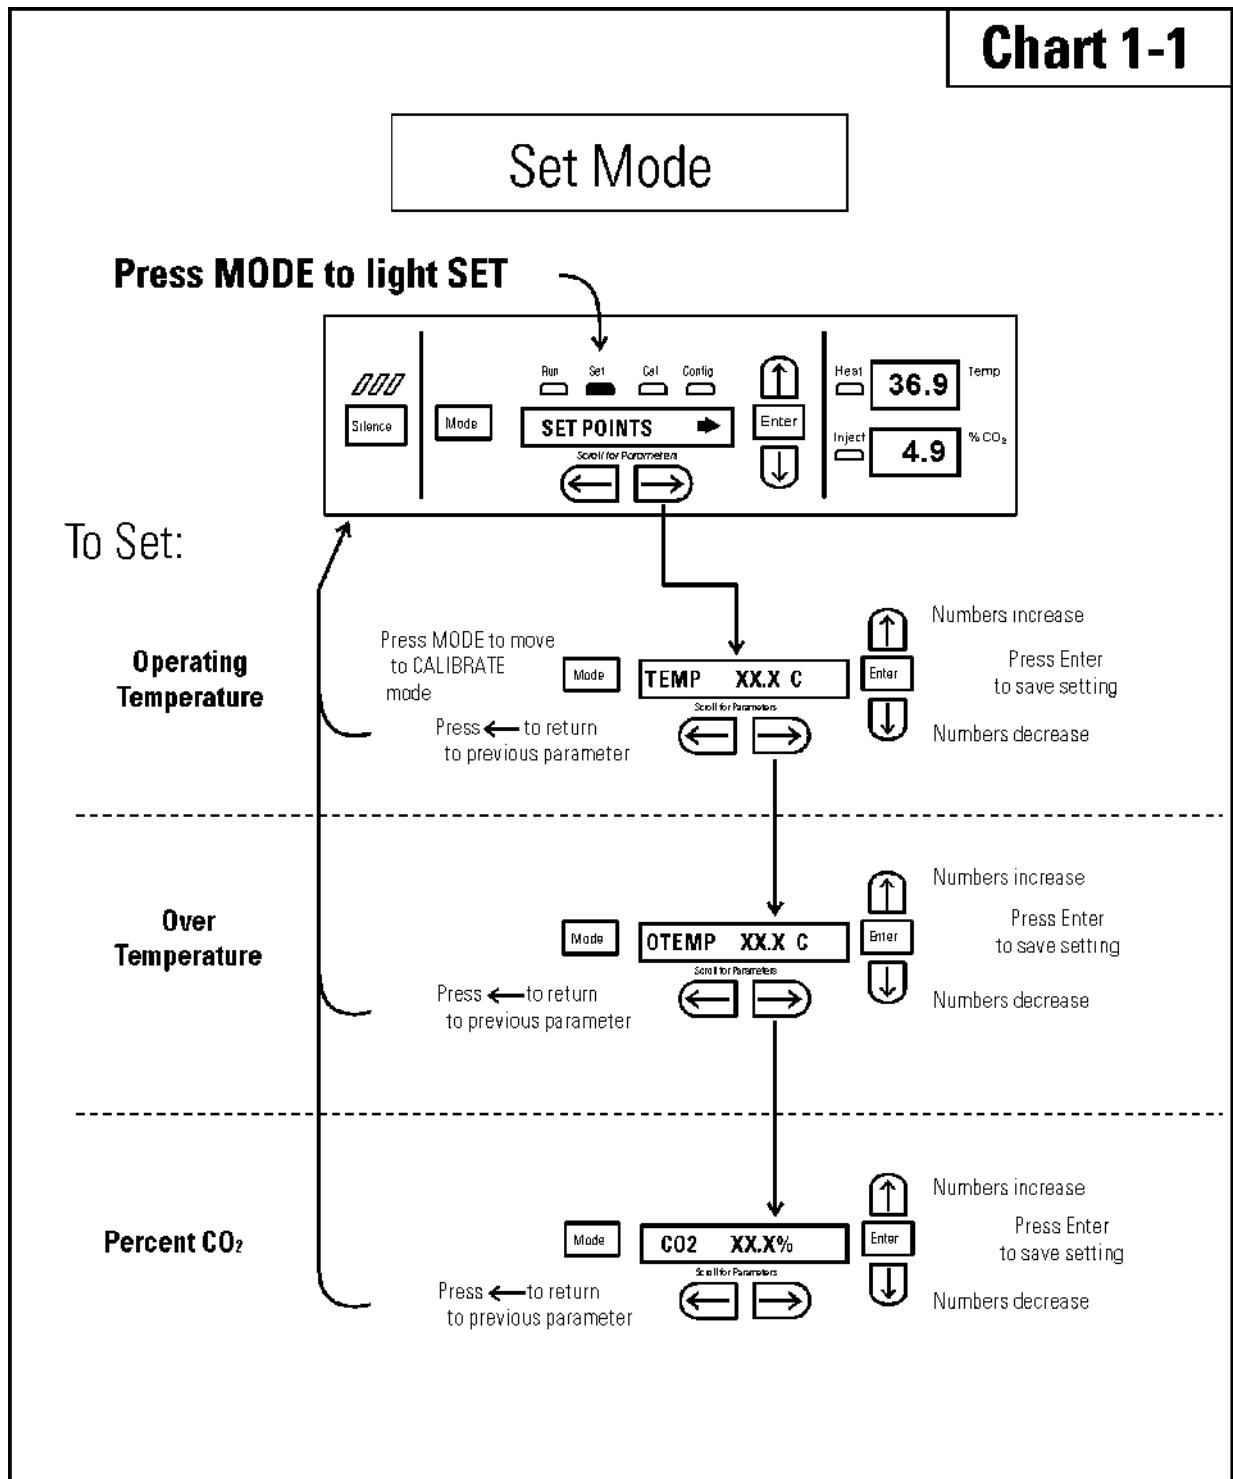 Chart 1-1
Set Mode
Press MODE to light SET
Run Set Cal Config
Silence
Mode
SET POINTS
Scroll for Parameters
Enter
Heat
36.9
Temp
Inject
4.9
% CO₂
To Set:
Operating
Temperature
Press MODE to move
to CALIBRATE
mode
Press ← to return
to previous parameter
Mode
TEMP XX.X C
Scroll for Parameters
Enter
Numbers increase
Press Enter
to save setting
Numbers decrease
Over
Temperature
Press ← to return
to previous parameter
Mode
OTEMP XX.X C
Scroll for Parameters
Enter
Numbers increase
Press Enter
to save setting
Numbers decrease
Percent CO₂
Press ← to return
to previous parameter
Mode
CO2 XX.X%
Scroll for Parameters
Enter
Numbers increase
Press Enter
to save setting
Numbers decrease